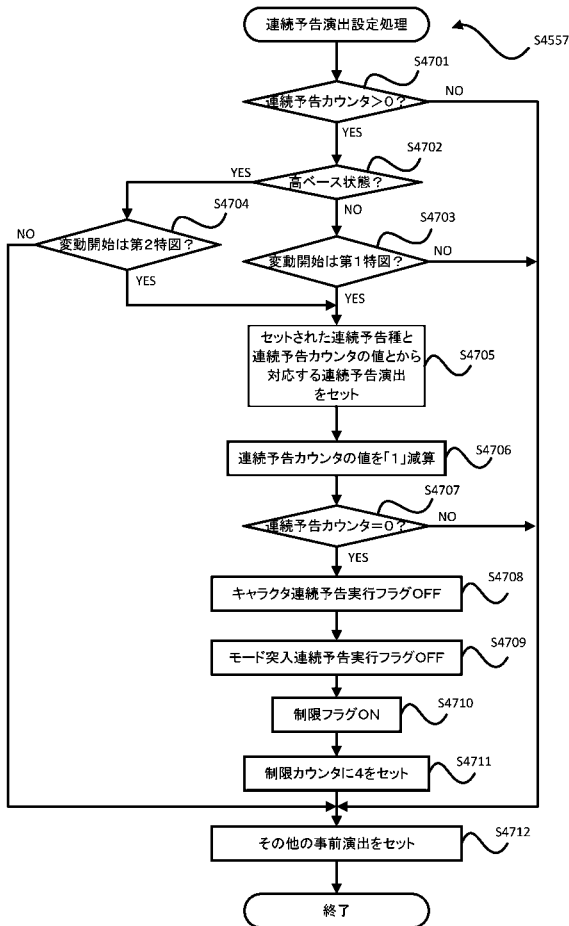 連続予告演出設定処理
S4557
S4701
連続予告カウンタ>0?
NO
YES
S4702
YES
高ベース状態?
NO
S4704
S4703
NO
変動開始は第2特図?
変動開始は第1特図?
NO
YES
YES
セットされた連続予告種と
連続予告カウンタの値とから
対応する連続予告演出
をセット
S4705
連続予告カウンタの値を「1」減算
S4706
S4707
連続予告カウンター=0?
NO
YES
キャラクタ連続予告実行フラグOFF
S4708
モード突入連続予告実行フラグOFF
S4709
制限フラグON
S4710
制限カウンタに4をセット
S4711
その他の事前演出をセット
S4712
終了